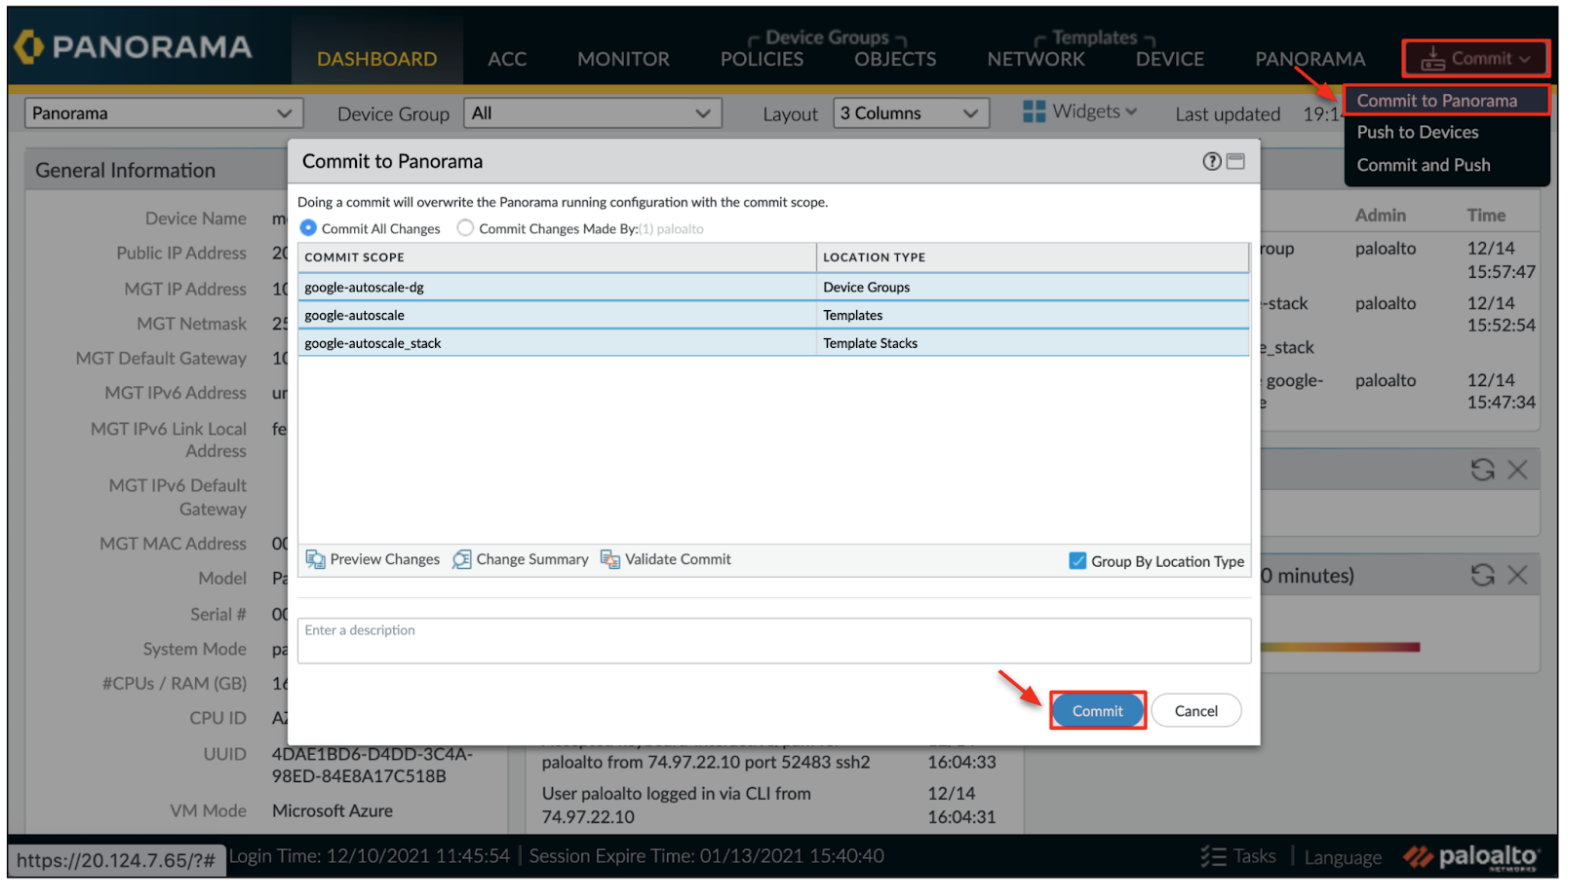 PANORAMA
DASHBOARD
ACC
MONITOR
Device Groups
POLICIES
OBJECTS
Templates
NETWORK
DEVICE
PANORAMA
Commit
Panorama
Device Group
All
Layout
3 Columns
Widgets
Last updated
19:1
Commit to Panorama
Push to Devices
Commit and Push
General Information
Device Name
m
Public IP Address
20
MGT IP Address
10
MGT Netmask
25
MGT Default Gateway
10
MGT IPv6 Address
un
MGT IPv6 Link Local
Address
fe
MGT IPv6 Default
Gateway
MGT MAC Address
00
Model
Pa
Serial #
00
System Mode
pa
#CPUs / RAM (GB)
16
CPU ID
AZ
UUID
4DAE1BD6-D4DD-3C4A-
98ED-84E8A17C518B
VM Mode
Microsoft Azure
Commit to Panorama
?
Doing a commit will overwrite the Panorama running configuration with the commit scope.
Commit All Changes
Commit Changes Made By:(1) paloalto
COMMIT SCOPE
LOCATION TYPE
google-autoscale-dg
Device Groups
google-autoscale
Templates
google-autoscale_stack
Template Stacks
Preview Changes
Change Summary
Validate Commit
Group By Location Type
Enter a description
Commit
Cancel
Admin
Time
roup
paloalto
12/14
15:57:47
-stack
paloalto
12/14
15:52:54
e_stack
google-
e
paloalto
12/14
15:47:34
0 minutes)
paloalto from 74.97.22.10 port 52483 ssh2
16:04:33
User paloalto logged in via CLI from
74.97.22.10
12/14
16:04:31
https://20.124.7.65/?#
Login Time: 12/10/2021 11:45:54 | Session Expire Time: 01/13/2021 15:40:40
Tasks
Language
paloalto
NETWORKS